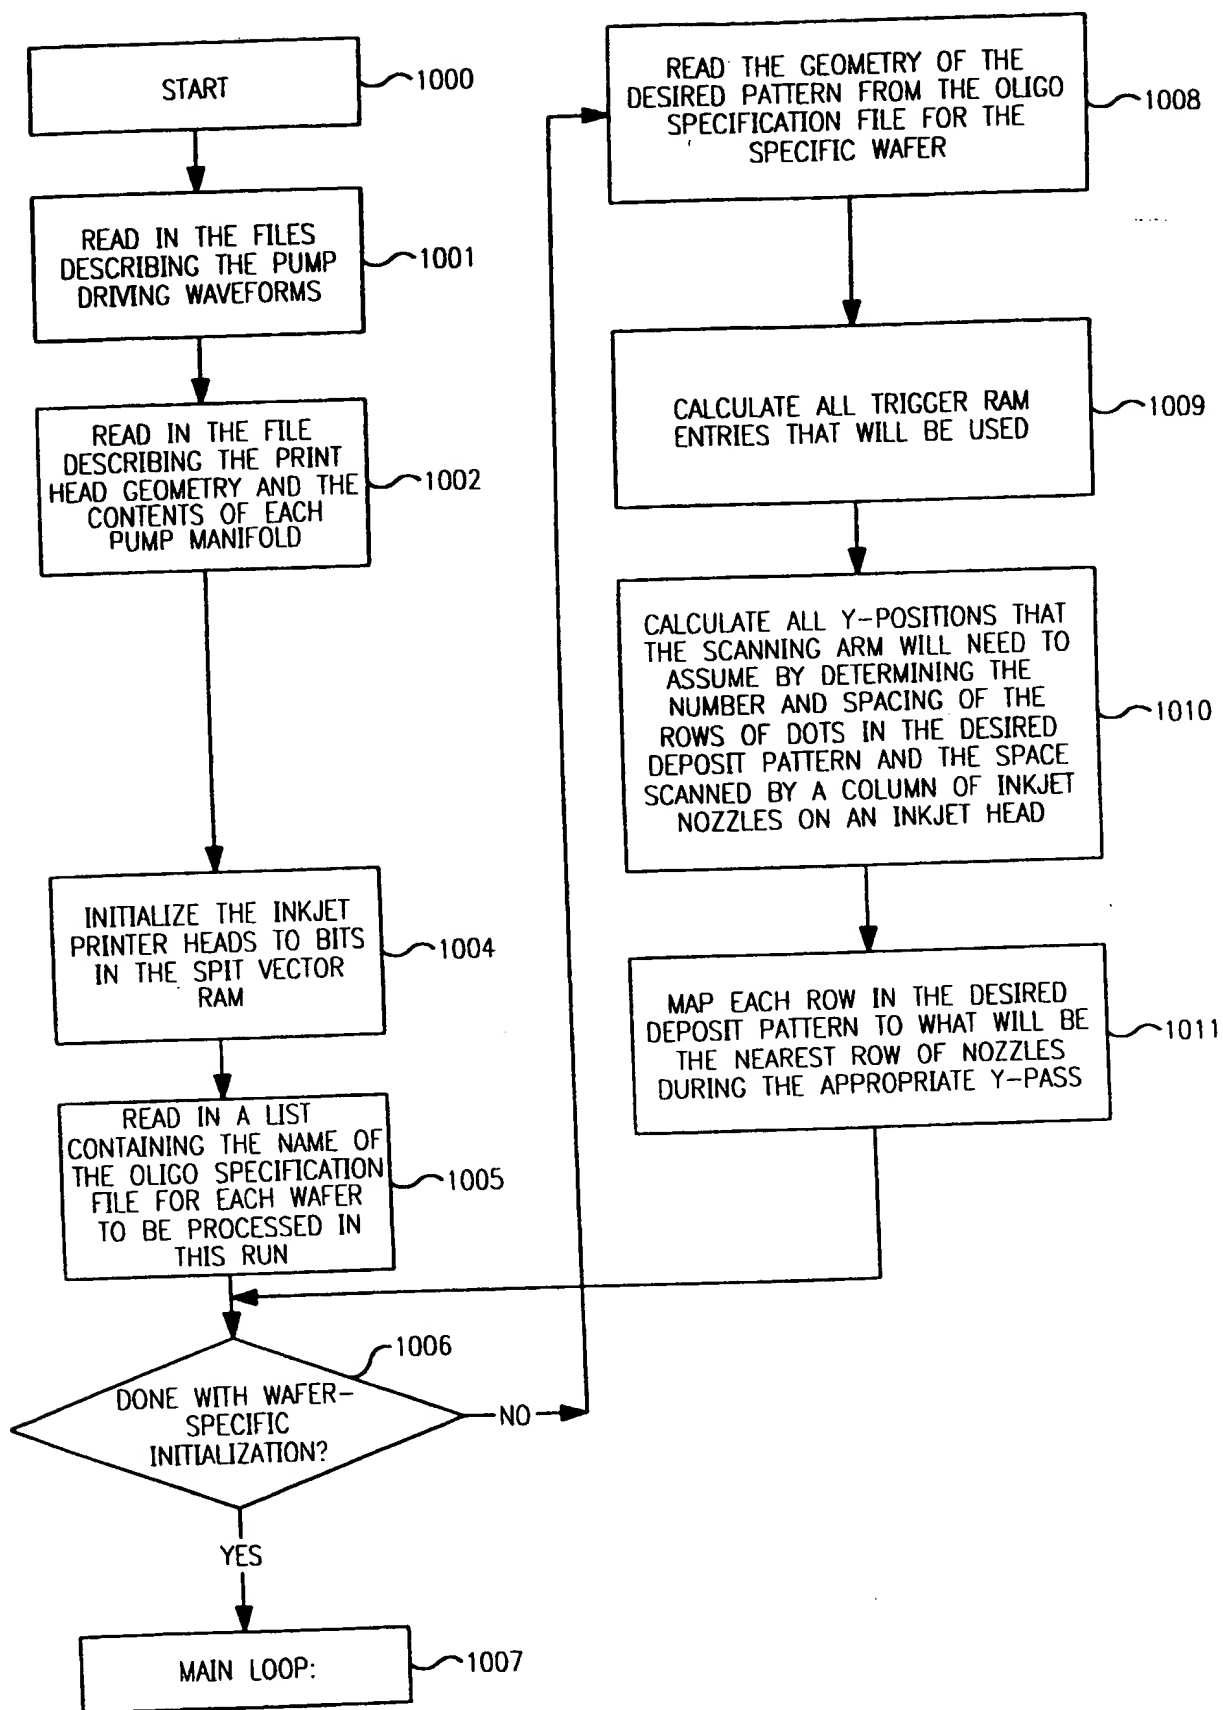 START
1000
READ IN THE FILES
DESCRIBING THE PUMP
DRIVING WAVEFORMS
1001
READ IN THE FILE
DESCRIBING THE PRINT
HEAD GEOMETRY AND THE
CONTENTS OF EACH
PUMP MANIFOLD
1002
INITIALIZE THE INKJET
PRINTER HEADS TO BITS
IN THE SPIT VECTOR
RAM
1004
READ IN A LIST
CONTAINING THE NAME OF
THE OLIGO SPECIFICATION
FILE FOR EACH WAFER
TO BE PROCESSED IN
THIS RUN
1005
DONE WITH WAFER-
SPECIFIC
INITIALIZATION?
1006
NO
YES
MAIN LOOP:
1007
READ THE GEOMETRY OF THE
DESIRED PATTERN FROM THE OLIGO
SPECIFICATION FILE FOR THE
SPECIFIC WAFER
1008
CALCULATE ALL TRIGGER RAM
ENTRIES THAT WILL BE USED
1009
CALCULATE ALL Y-POSITIONS THAT
THE SCANNING ARM WILL NEED TO
ASSUME BY DETERMINING THE
NUMBER AND SPACING OF THE
ROWS OF DOTS IN THE DESIRED
DEPOSIT PATTERN AND THE SPACE
SCANNED BY A COLUMN OF INKJET
NOZZLES ON AN INKJET HEAD
1010
MAP EACH ROW IN THE DESIRED
DEPOSIT PATTERN TO WHAT WILL BE
THE NEAREST ROW OF NOZZLES
DURING THE APPROPRIATE Y-PASS
1011